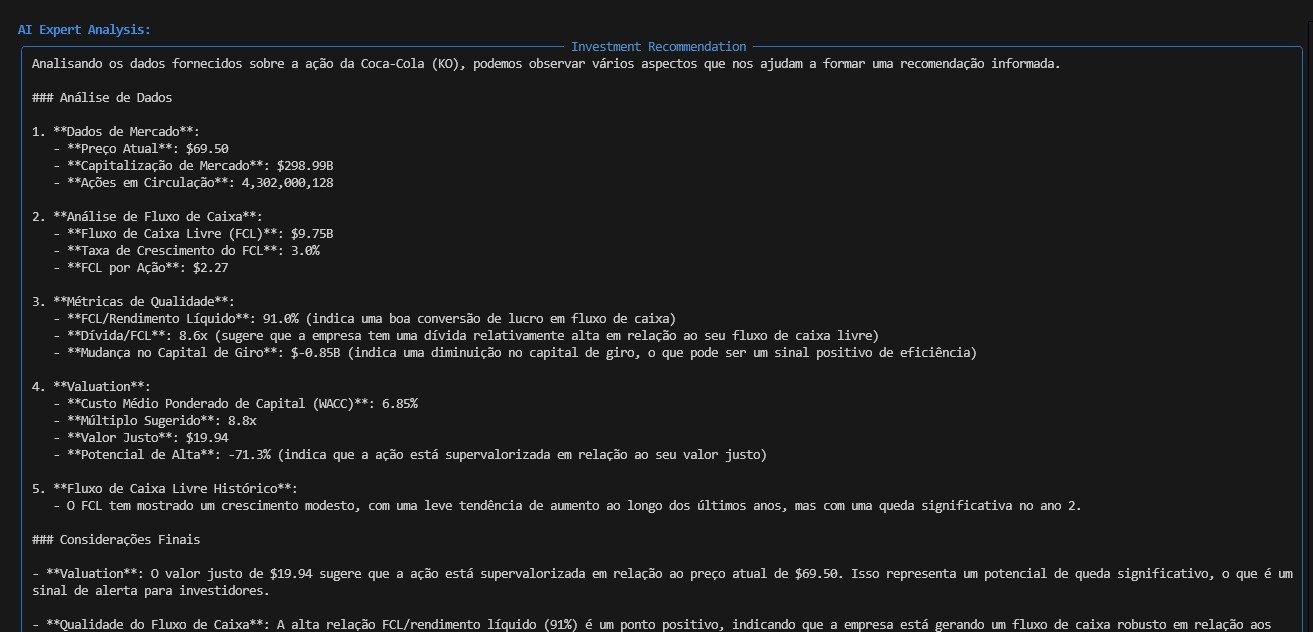 AI Expert Analysis:
Investment Recommendation
Analisando os dados fornecidos sobre a ação da Coca-Cola (KO), podemos observar vários aspectos que nos ajudam a formar uma recomendação informada.
### Análise de Dados
1. **Dados de Mercado**:
- **Preço Atual**: $69.50
- **Capitalização de Mercado**: $298.99B
- **Ações em Circulação**: 4,302,000,128
2. **Análise de Fluxo de Caixa**:
- **Fluxo de Caixa Livre (FCL)**: $9.75B
- **Taxa de Crescimento do FCL**: 3.0%
- **FCL por Ação**: $2.27
3. **Métricas de Qualidade**:
- **FCL/Rendimento Líquido**: 91.0% (indica uma boa conversão de lucro em fluxo de caixa)
- **Dívida/FCL**: 8.6x (sugere que a empresa tem uma dívida relativamente alta em relação ao seu fluxo de caixa livre)
- **Mudança no Capital de Giro**: $-0.85B (indica uma diminuição no capital de giro, o que pode ser um sinal positivo de eficiência)
4. **Valuation**:
- **Custo Médio Ponderado de Capital (WACC)**: 6.85%
- **Múltiplo Sugerido**: 8.8x
- **Valor Justo**: $19.94
- **Potencial de Alta**: -71.3% (indica que a ação está supervalorizada em relação ao seu valor justo)
5. **Fluxo de Caixa Livre Histórico**:
- O FCL tem mostrado um crescimento modesto, com uma leve tendência de aumento ao longo dos últimos anos, mas com uma queda significativa no ano 2.
### Considerações Finais
- **Valuation**: O valor justo de $19.94 sugere que a ação está supervalorizada em relação ao preço atual de $69.50. Isso representa um potencial de queda significativo, o que é um
sinal de alerta para investidores.
- **Qualidade do Fluxo de Caixa**: A alta relação FCL/rendimento líquido (91%) é um ponto positivo, indicando que a empresa está gerando um fluxo de caixa robusto em relação aos